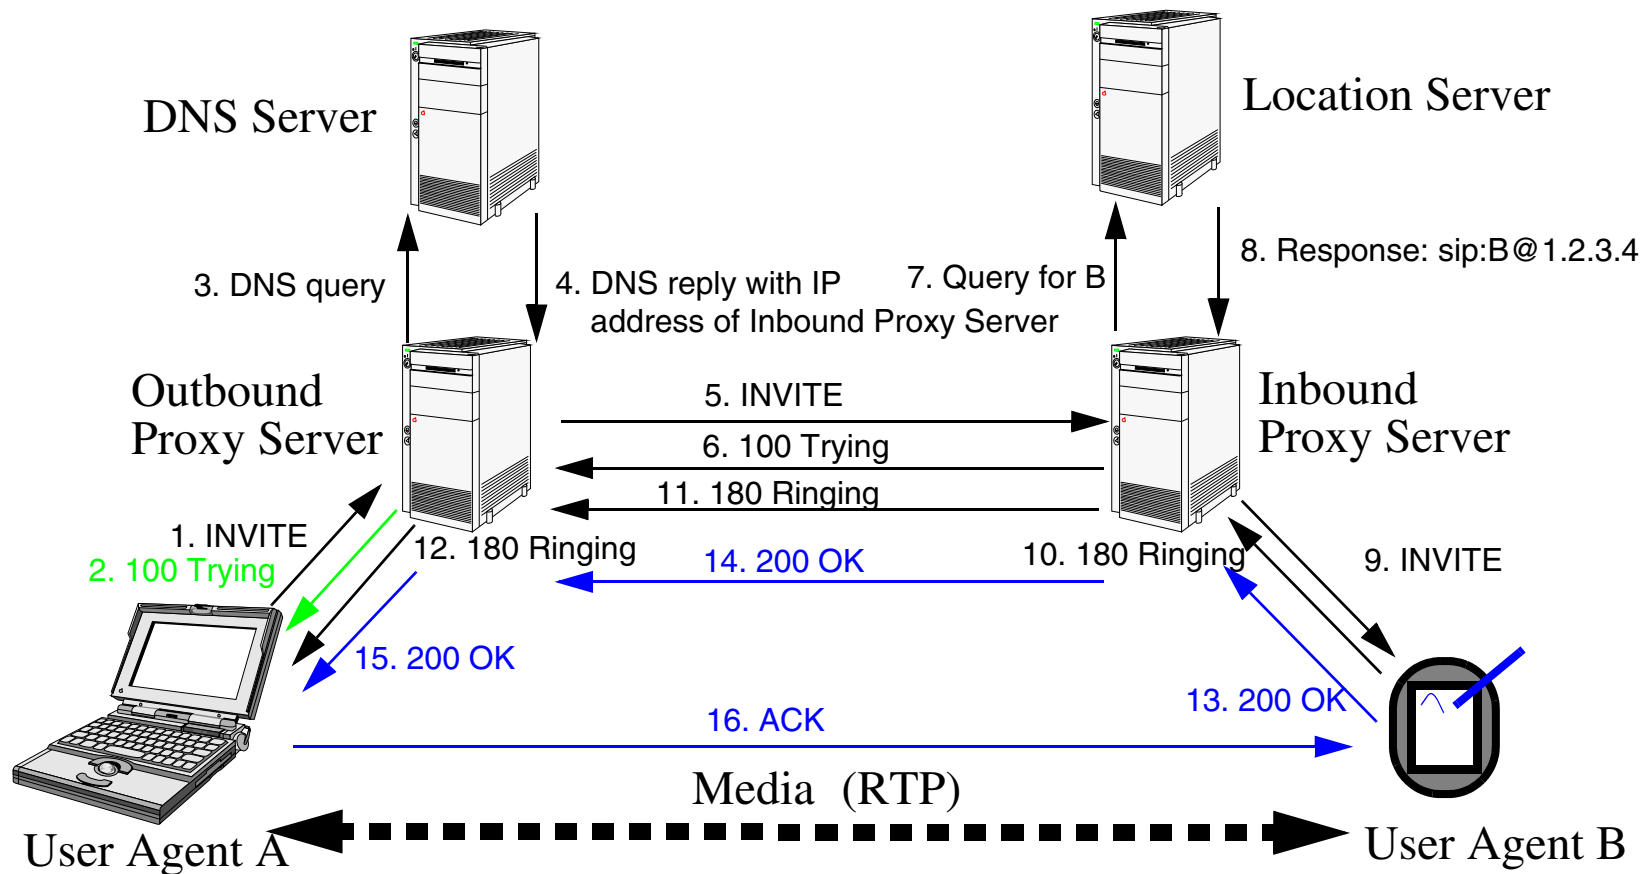 DNS Server
Location Server
3. DNS query
4. DNS reply with IP
address of Inbound Proxy Server
7. Query for B
8. Response: sip:B@1.2.3.4
Outbound
Proxy Server
5. INVITE
6. 100 Trying
11. 180 Ringing
Inbound
Proxy Server
1. INVITE
2. 100 Trying
12. 180 Ringing
14. 200 OK
10. 180 Ringing
9. INVITE
15. 200 OK
13. 200 OK
16. ACK
Media (RTP)
User Agent A
User Agent B